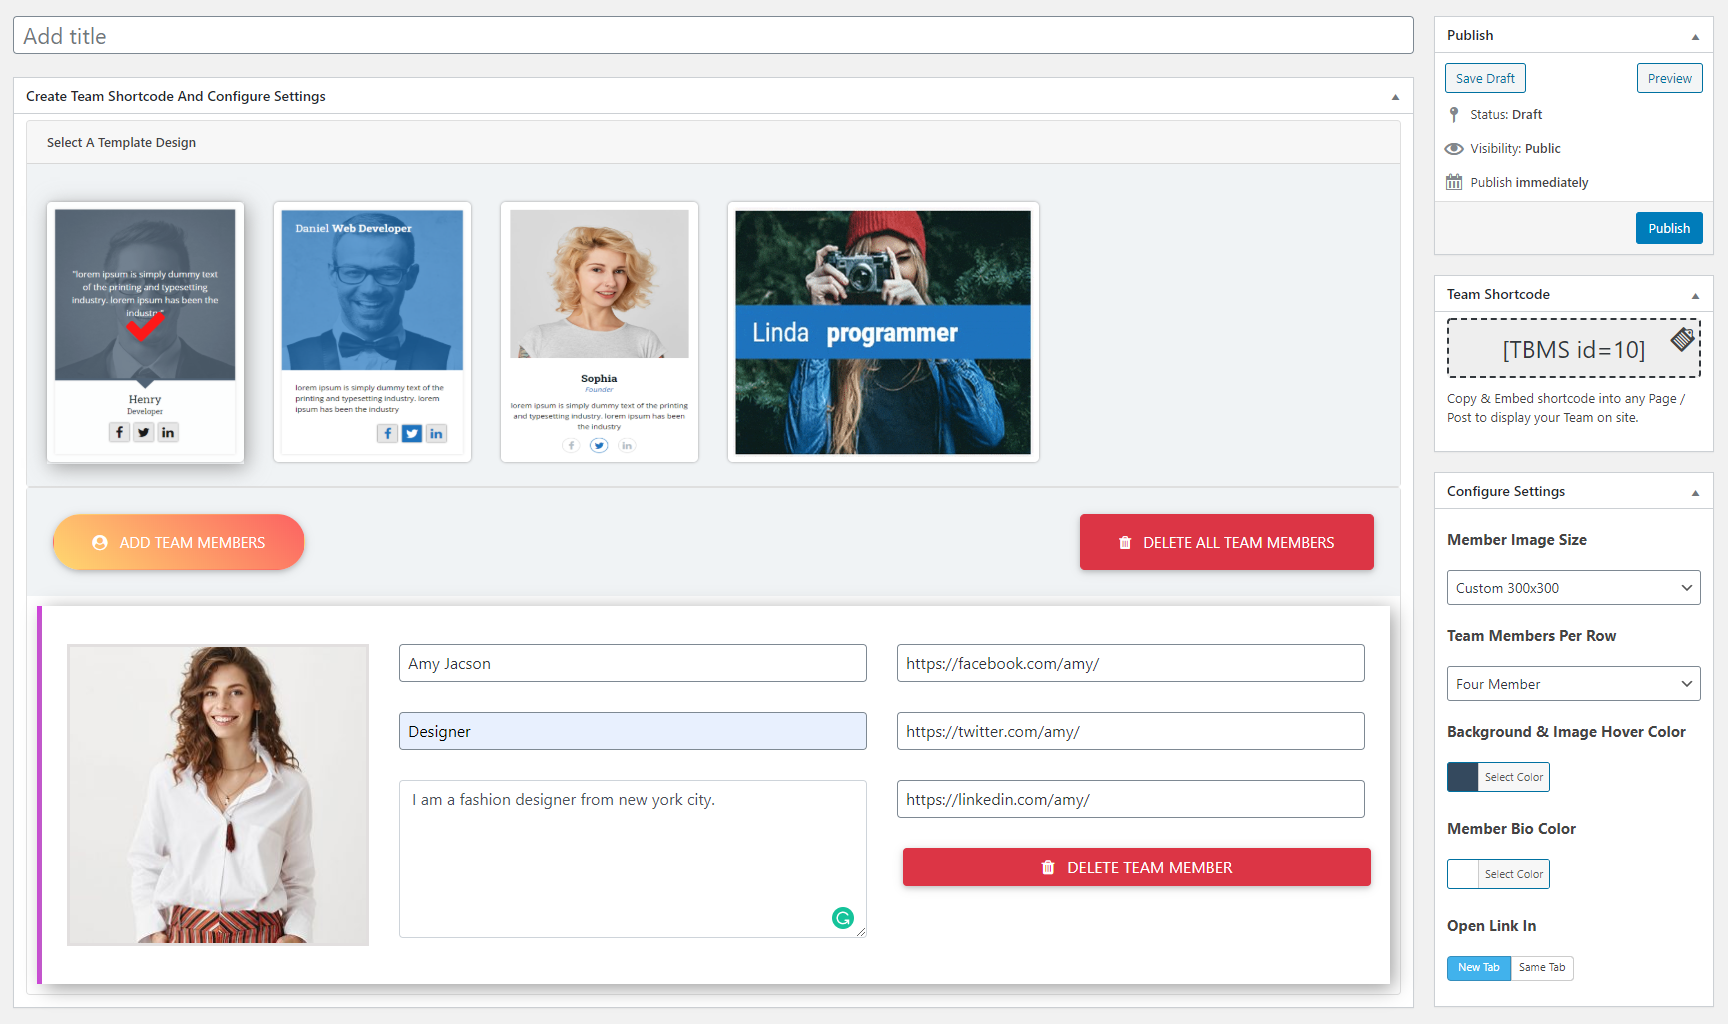 Add title
Create Team Shortcode And Configure Settings
Select A Template Design
"lorem ipsum is simply dummy text
of the printing and typesetting
industry. lorem ipsum has been the
industry"
Henry
Developer
f
in
Daniel Web Developer
lorem ipsum is simply dummy text of the
printing and typesetting industry. lorem
ipsum has been the industry
f
in
Sophia
Founder
lorem ipsum is simply dummy text of the printing
and typesetting industry. lorem ipsum has been
the industry
f
in
Linda programmer
ADD TEAM MEMBERS
DELETE ALL TEAM MEMBERS
Amy Jacson
Designer
I am a fashion designer from new york city.
https://facebook.com/amy/
https://twitter.com/amy/
https://linkedin.com/amy/
DELETE TEAM MEMBER
Publish
Save Draft
Preview
Status: Draft
Visibility: Public
Publish immediately
Publish
Team Shortcode
[TBMS id=10]
Copy & Embed shortcode into any Page /
Post to display your Team on site.
Configure Settings
Member Image Size
Custom 300x300
Team Members Per Row
Four Member
Background & Image Hover Color
Select Color
Member Bio Color
Select Color
Open Link In
New Tab
Same Tab